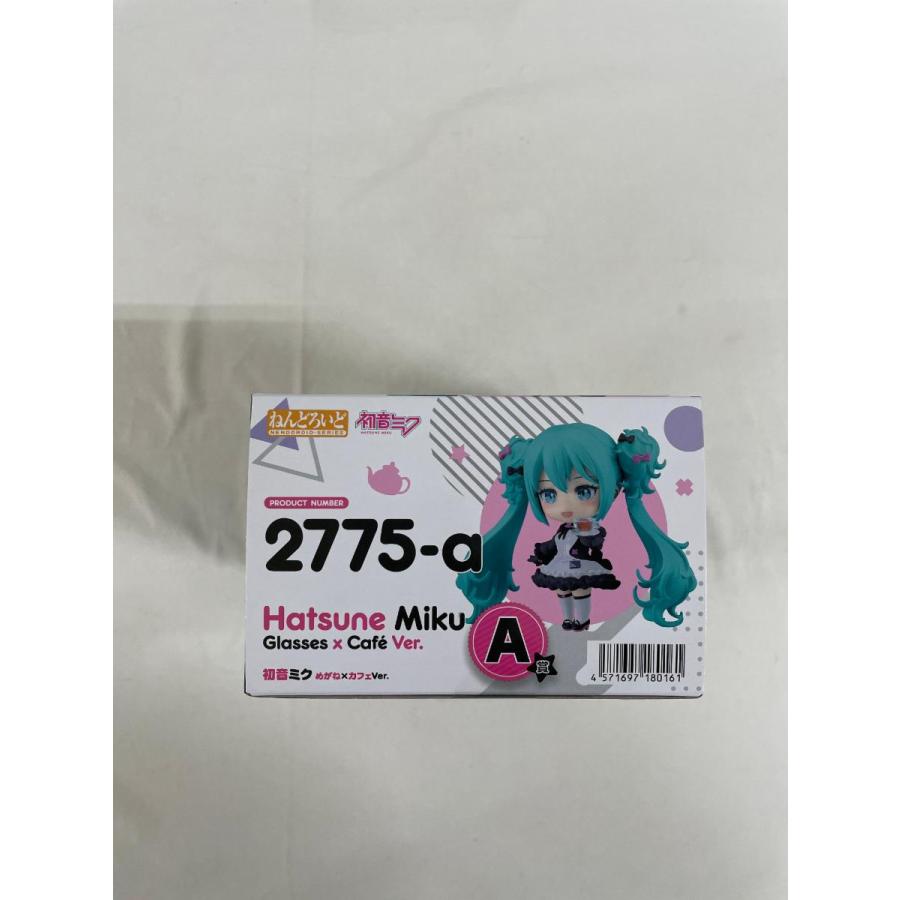 ねんどろいど
NENDOROID-SERIES
初音ミク
HATSUNE MIKU
PRODUCT NUMBER
2775-a
Hatsune Miku
Glasses x Café Ver.
初音ミク めがね×カフェVer.
A
賞
4 571697 180161